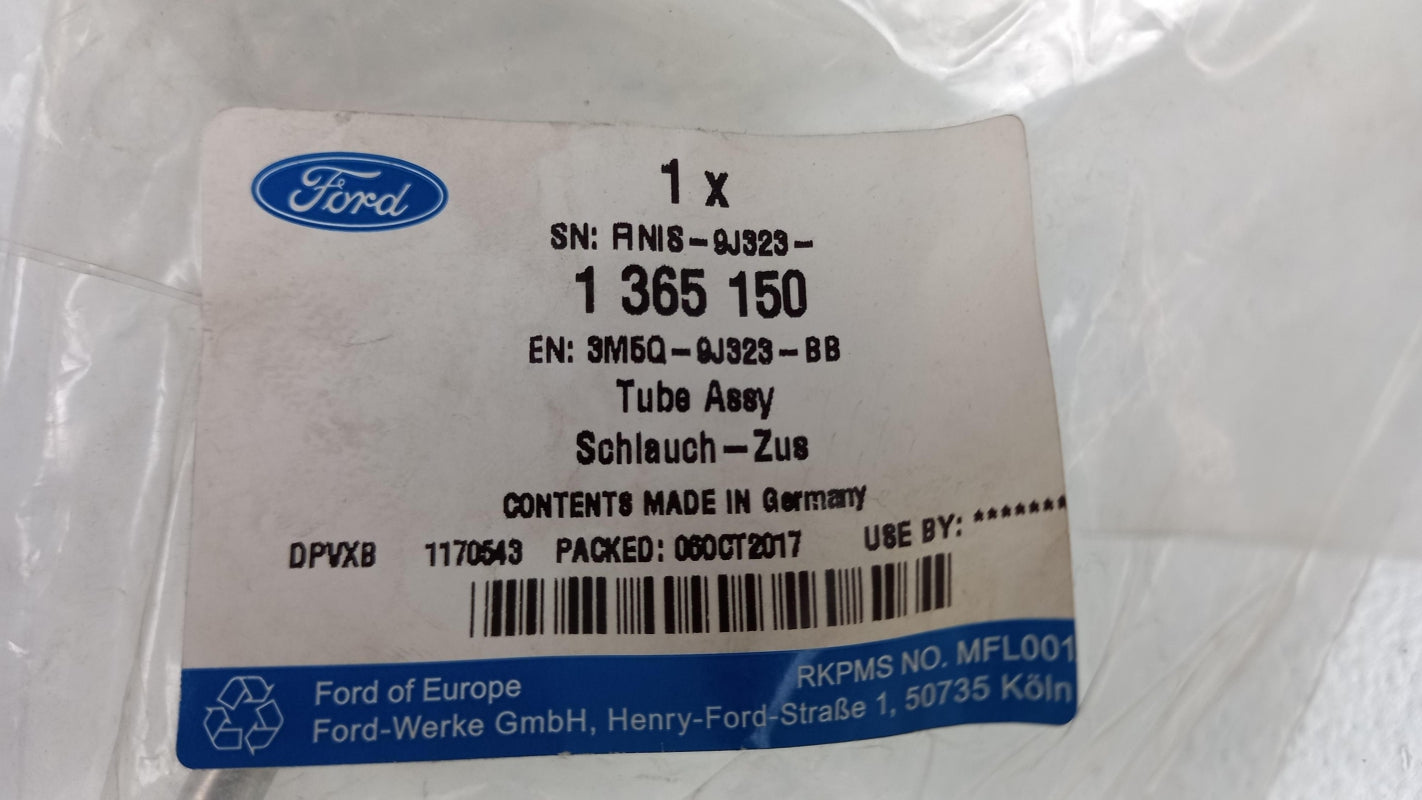 Ford
1 x
SN: FINIS-9J323-
1 365 150
EN: 3M5Q-9J323-BB
Tube Assy
Schlauch-Zus
CONTENTS MADE IN Germany
DPVXB 1170543 PACKED: 06OCT2017 USE BY: *******
RKPMS NO. MFL001
Ford of Europe
Ford-Werke GmbH, Henry-Ford-Straße 1, 50735 Köln